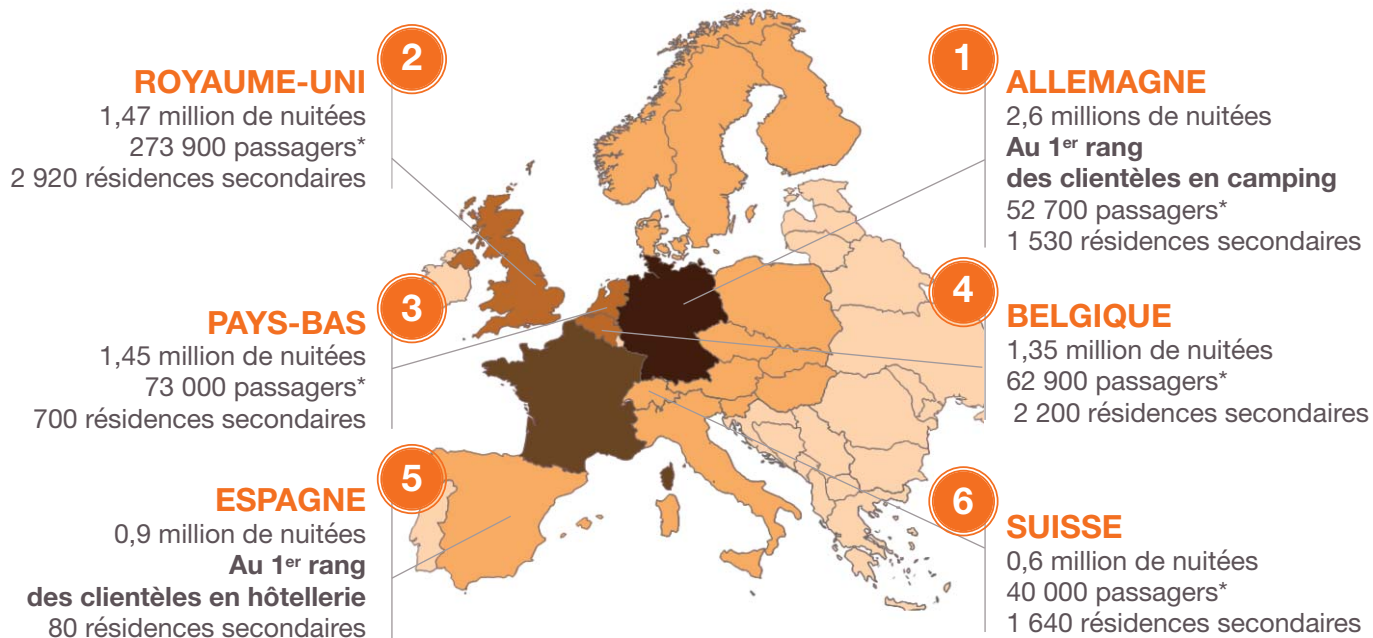 2
ROYAUME-UNI
1,47 million de nuitées
273 900 passagers*
2 920 résidences secondaires
1
ALLEMAGNE
2,6 millions de nuitées
Au 1er rang
des clientèles en camping
52 700 passagers*
1 530 résidences secondaires
3
PAYS-BAS
1,45 million de nuitées
73 000 passagers*
700 résidences secondaires
4
BELGIQUE
1,35 million de nuitées
62 900 passagers*
2 200 résidences secondaires
5
ESPAGNE
0,9 million de nuitées
Au 1er rang
des clientèles en hôtellerie
80 résidences secondaires
6
SUISSE
0,6 million de nuitées
40 000 passagers*
1 640 résidences secondaires